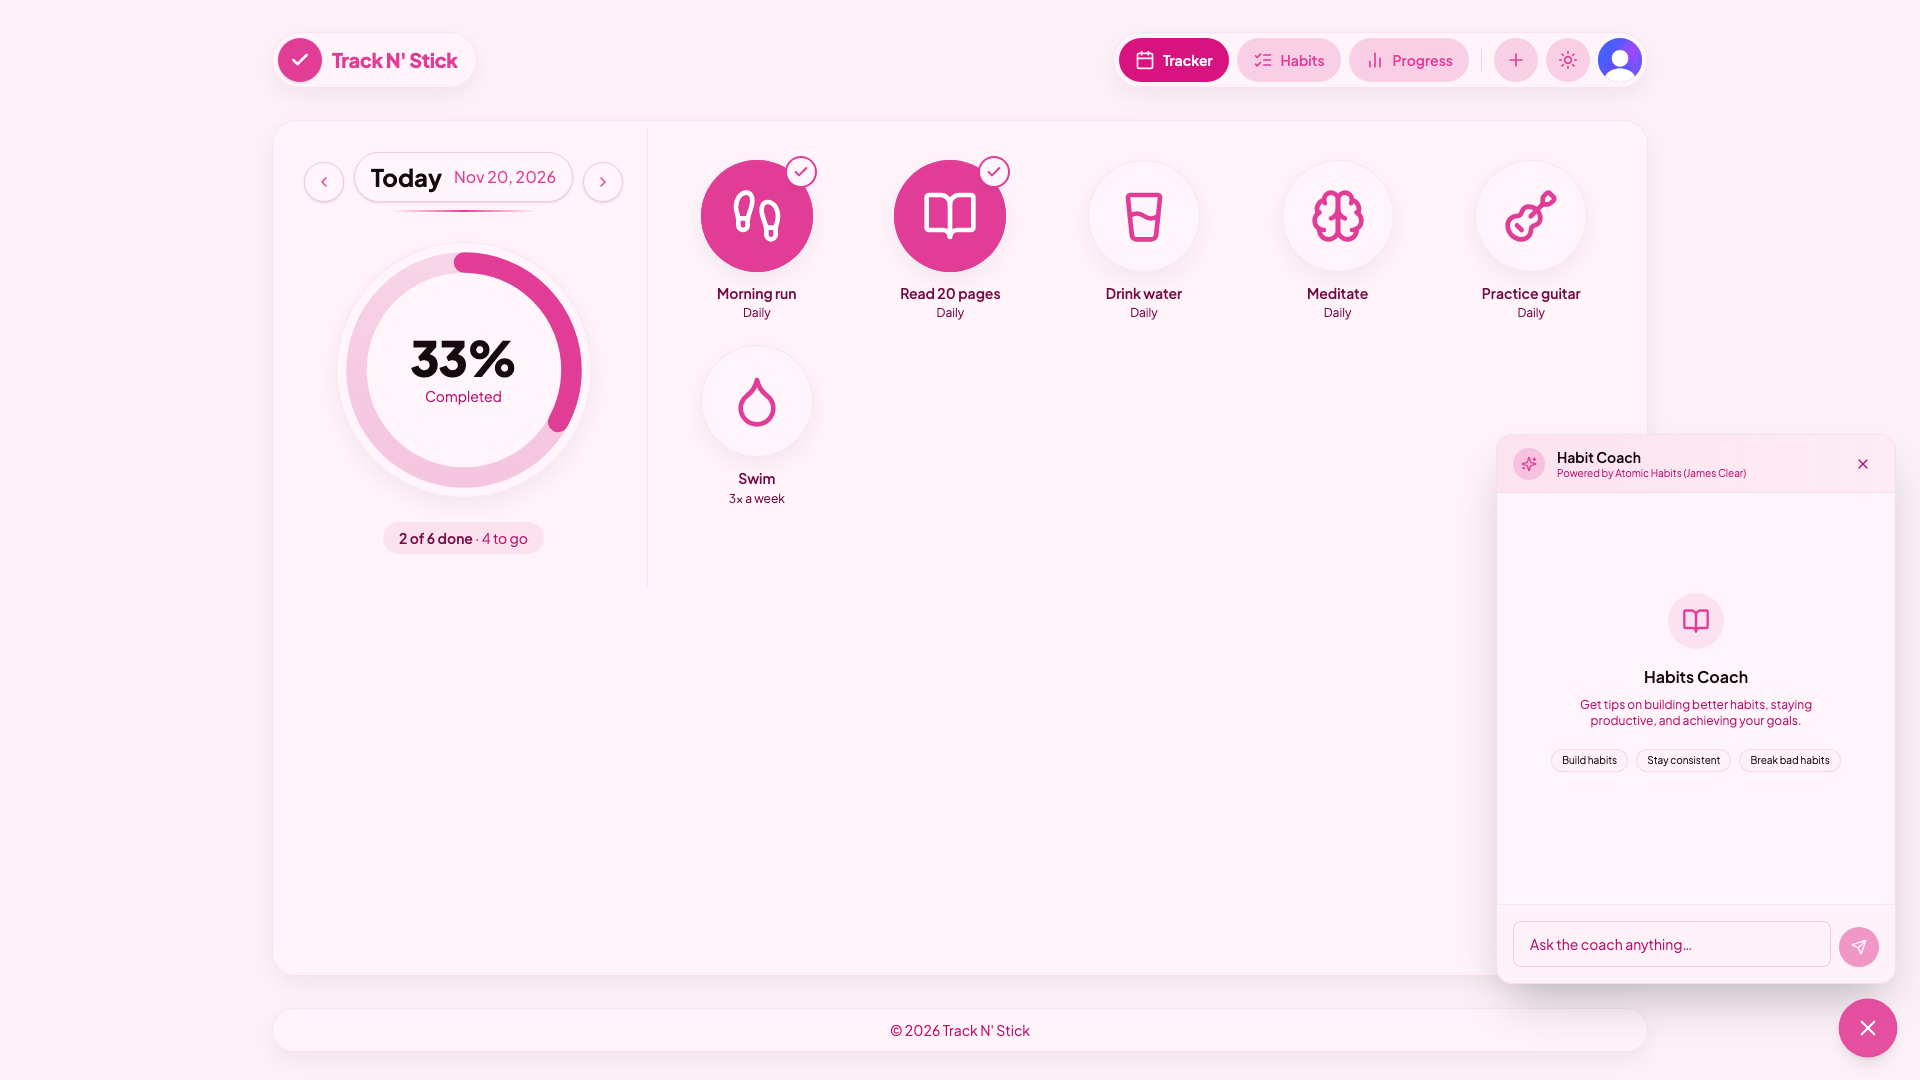 Track N' Stick
Tracker
Habits
Progress
Today Nov 20, 2026
33%
Completed
2 of 6 done · 4 to go
Morning run
Daily
Read 20 pages
Daily
Drink water
Daily
Meditate
Daily
Practice guitar
Daily
Swim
3× a week
Habit Coach
Powered by Atomic Habits (James Clear)
Habits Coach
Get tips on building better habits, staying
productive, and achieving your goals.
Build habits
Stay consistent
Break bad habits
Ask the coach anything...
© 2026 Track N' Stick